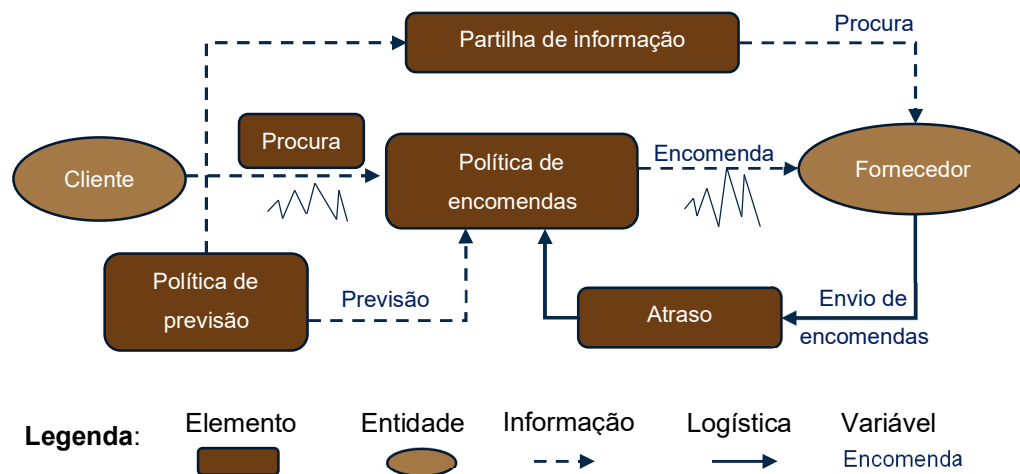 Partilha de informação
Procura
Procura
Cliente
Política de
encomendas
Encomenda
Fornecedor
Política de
previsão
Previsão
Atraso
Envio de
encomendas
Legenda:
Elemento
Entidade
Informação
Logística
Variável
Encomenda